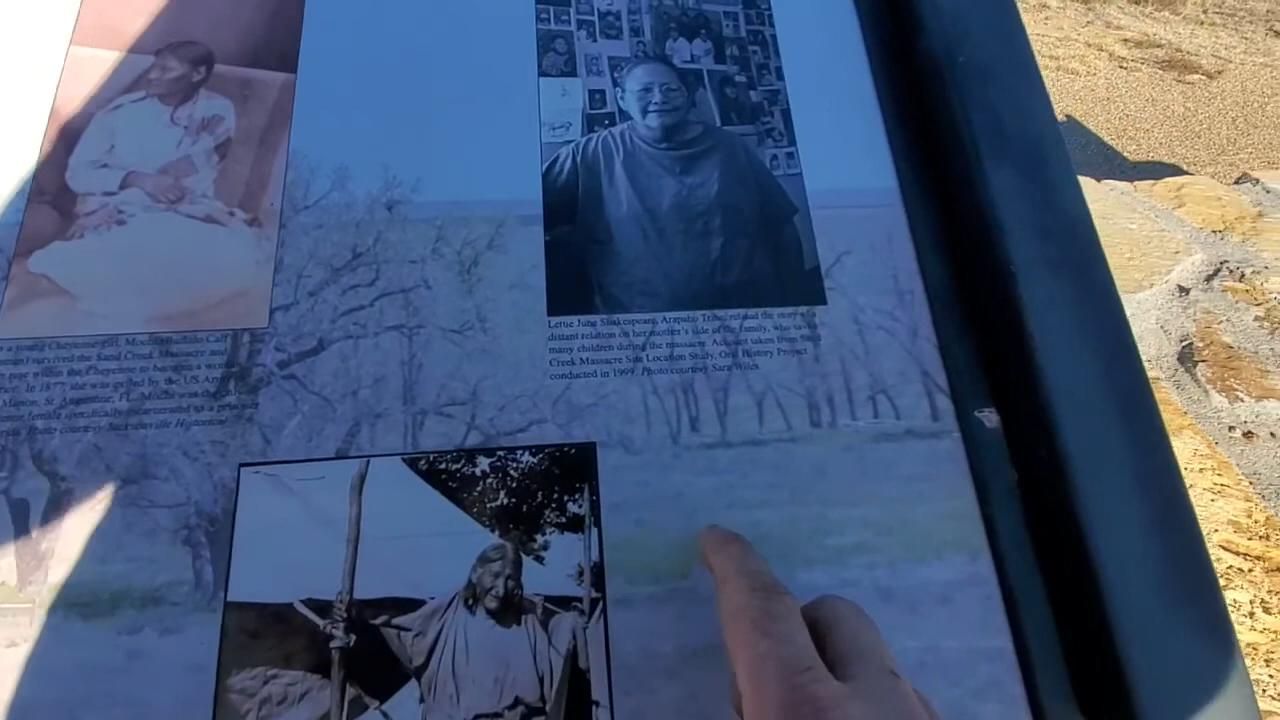 a young Cheyenne girl, Mochi (Buffalo Calf
survived the Sand Creek Massacre and
page within the Cheyenne to become a
In 1877 she was exiled by the US Army
Marion, St. Augustine, FL. Mochi was the
female specifically incarcerated as a prisoner
Photo courtesy Jacksonville Historical
Lettie June Shakespeare, Arapaho Tribe, related the story of a
distant relation on her mother's side of the family, who saved
many children during the massacre. Account taken from Sand
Creek Massacre Site Location Study, Oral History Project
conducted in 1999. Photo courtesy Sara Wiles